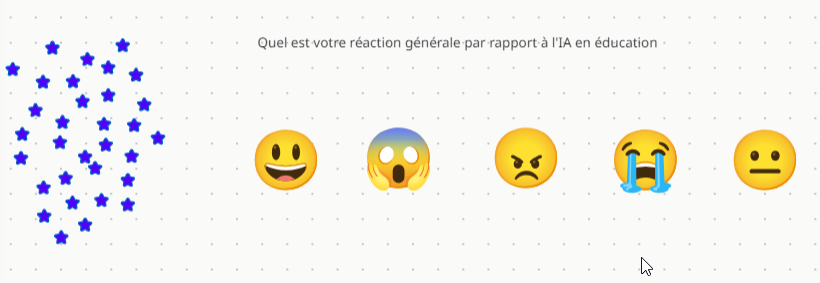 Quel est votre réaction générale par rapport à l'IA en éducation